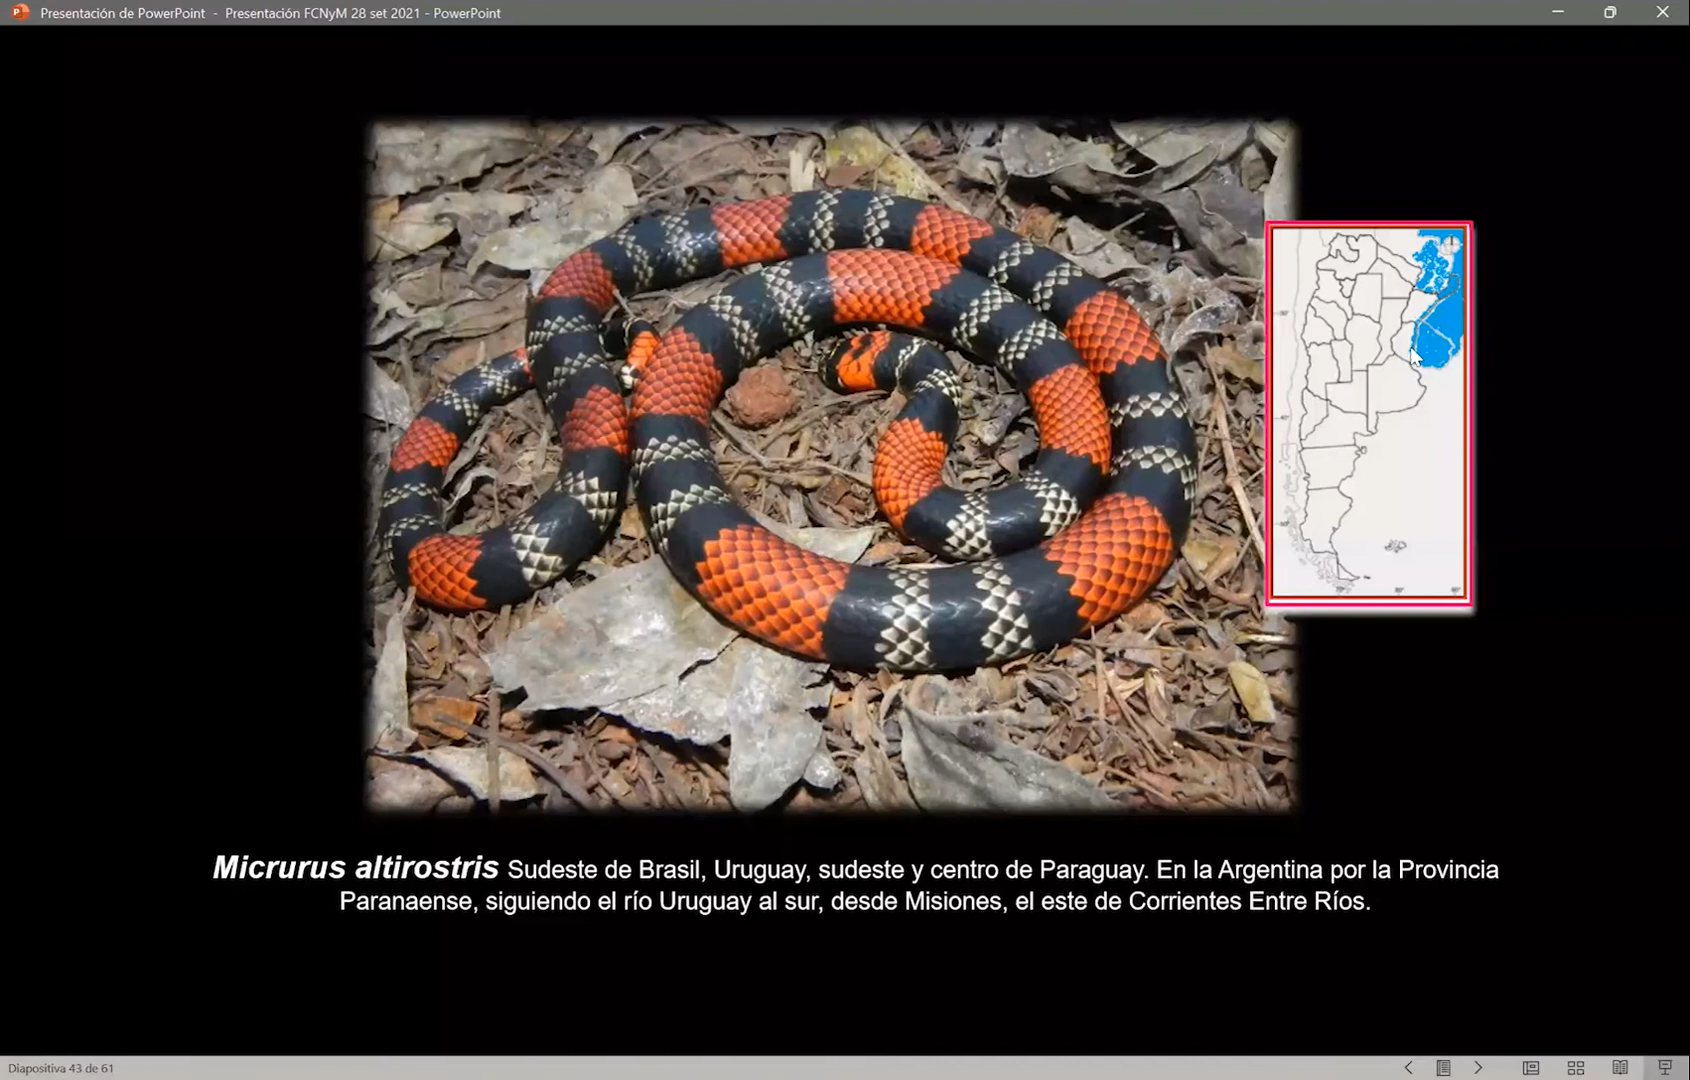 Presentación de PowerPoint - Presentación FCNyM 28 set 2021 - PowerPoint
Micrurus altirostris Sudeste de Brasil, Uruguay, sudeste y centro de Paraguay. En la Argentina por la Provincia
Paranaense, siguiendo el río Uruguay al sur, desde Misiones, el este de Corrientes Entre Ríos.
Diapositiva 43 de 61